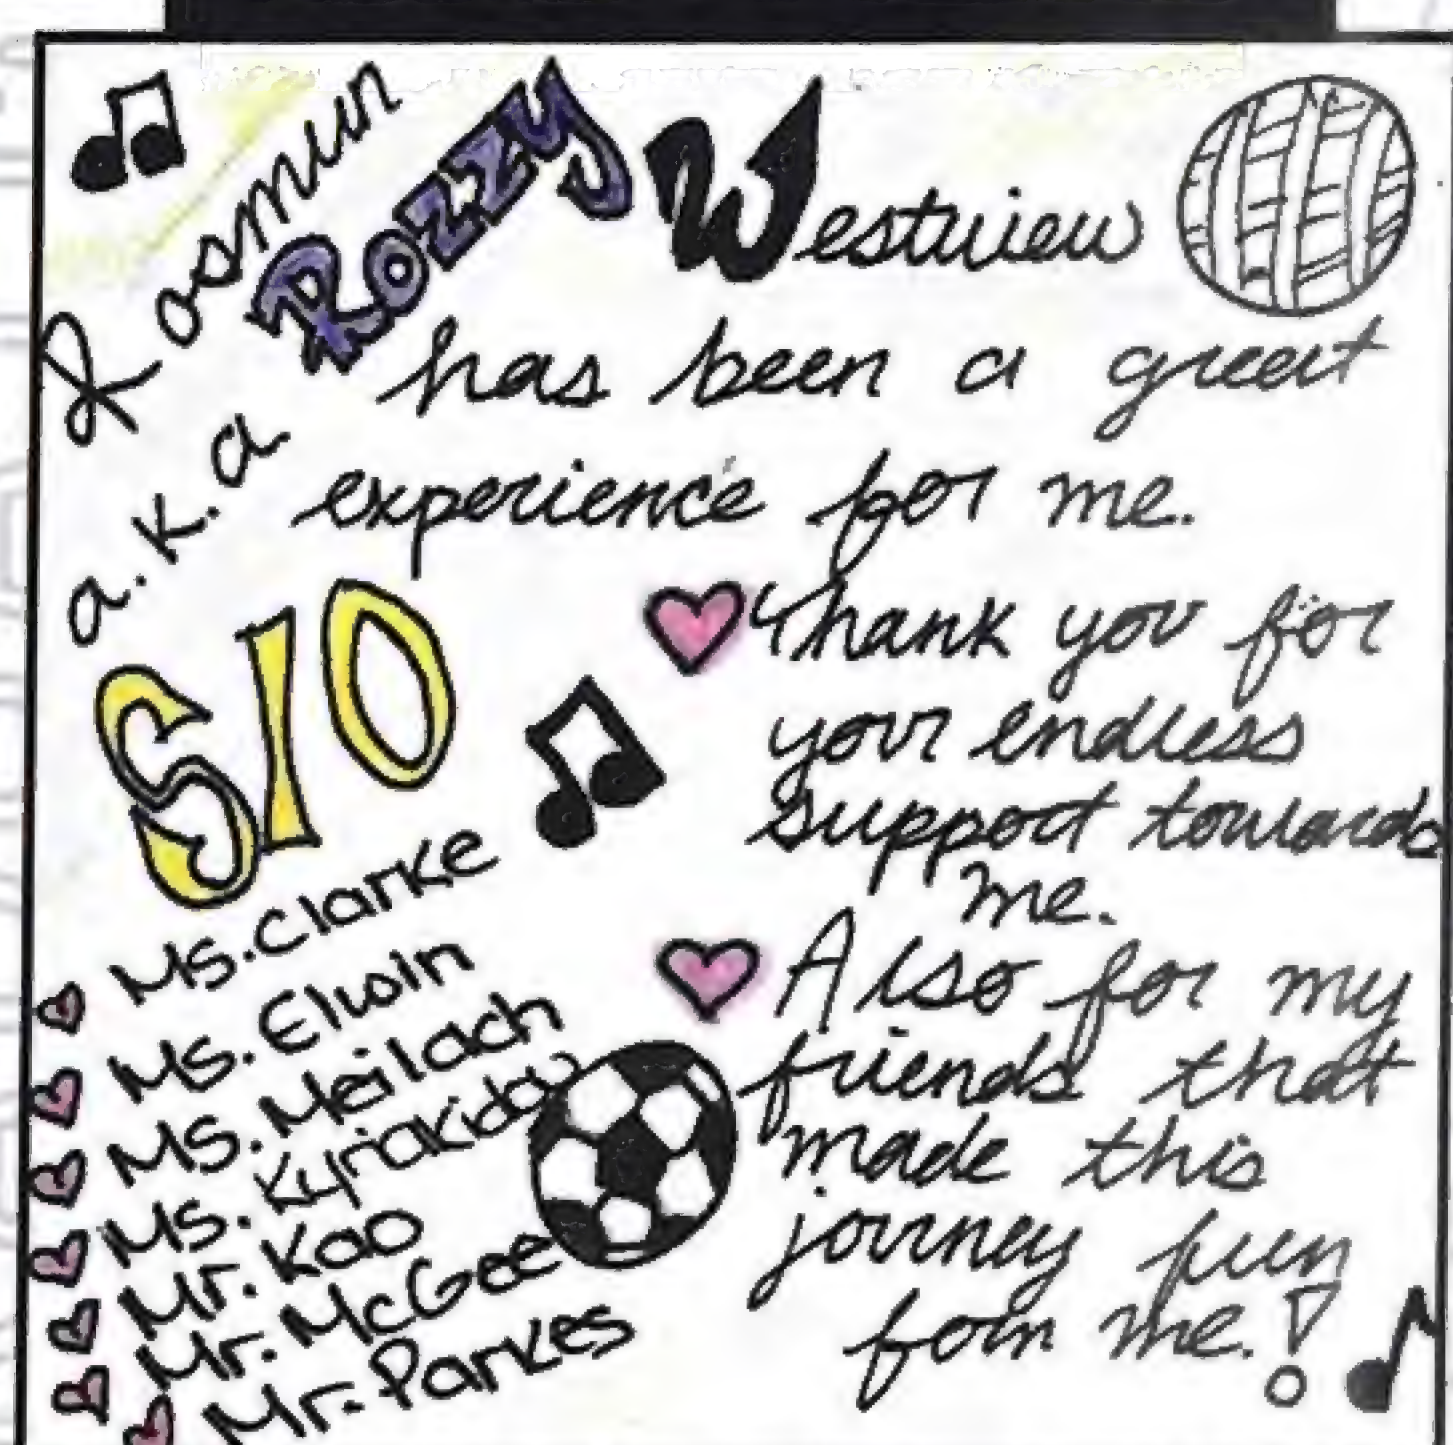 Rosmun
a.k.a
Rozzy
Westview
has been a great
experience for me.
Thank you for
your endless
support towards
me.
Also for my
friends that
made this
journey fun
for me.!
S/O
Ms. Clarke
Ms. Elwin
Ms. Meilach
Ms. Kyriakidou
Mr. Kao
Mr. McGee
Mr. Parkes